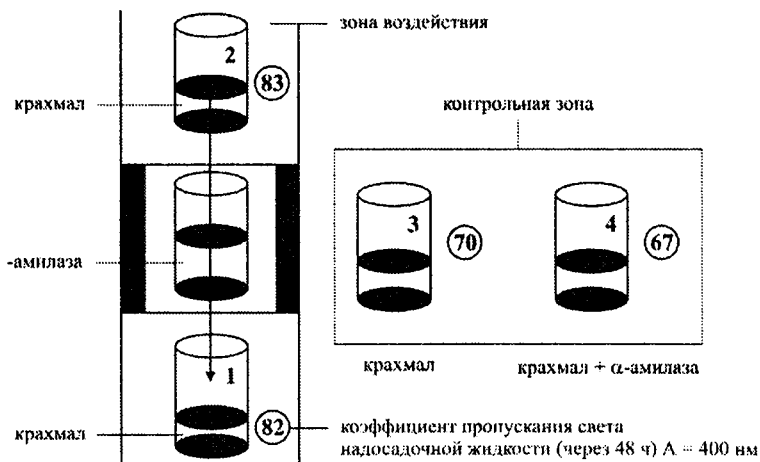 зона воздействия
2
83
крахмал
контрольная зона
3
70
4
67
-амилаза
крахмал
крахмал + α-амилаза
1
крахмал
82
коэффициент пропускания света
надосадочной жидкости (через 48 ч) А = 400 нм